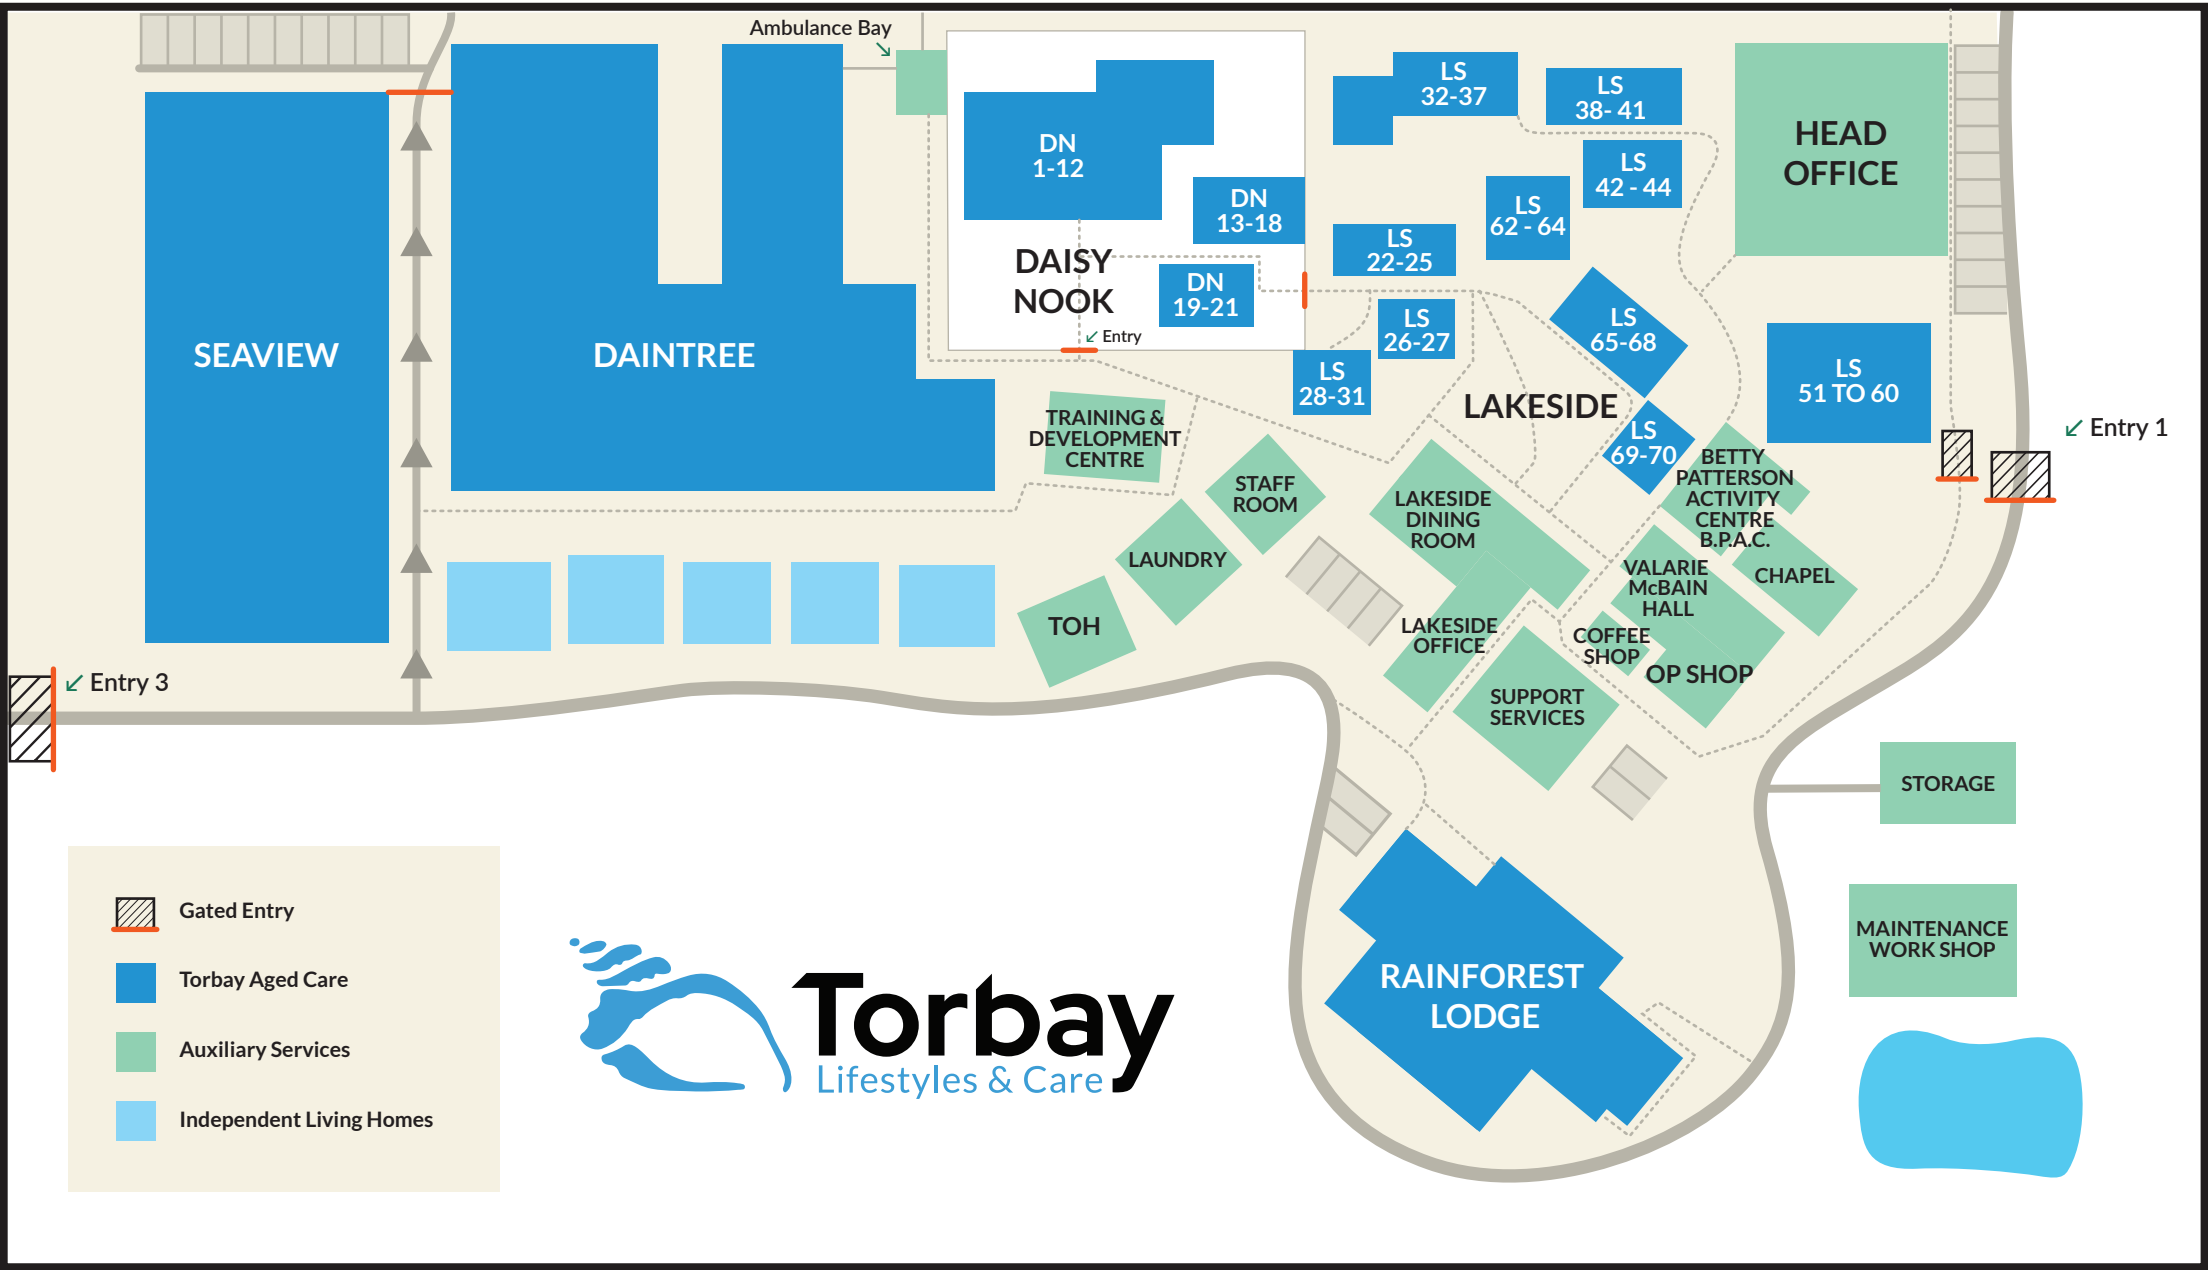 Ambulance Bay
LS
32-37
LS
38- 41
HEAD
OFFICE
DN
1-12
LS
42 - 44
DN
13-18
LS
62 - 64
LS
22-25
DAISY
NOOK
DN
19-21
Entry
LS
26-27
LS
65-68
SEAVIEW
DAINTREE
LS
28-31
LAKESIDE
LS
51 TO 60
Entry 1
TRAINING &
DEVELOPMENT
CENTRE
LS
69-70
BETTY
PATTERSON
ACTIVITY
CENTRE
B.P.A.C.
STAFF
ROOM
LAKESIDE
DINING
ROOM
LAUNDRY
VALARIE
McBAIN
HALL
CHAPEL
TOH
LAKESIDE
OFFICE
COFFEE
SHOP
OP SHOP
Entry 3
SUPPORT
SERVICES
STORAGE
MAINTENANCE
WORK SHOP
RAINFOREST
LODGE
Gated Entry
Torbay Aged Care
Auxiliary Services
Independent Living Homes
Torbay
Lifestyles & Care